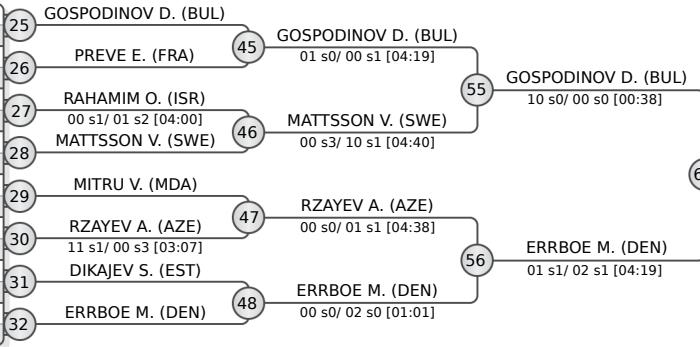 25
GOSPODINOV D. (BUL)
26
PREVE E. (FRA)
27
RAHAMIM O. (ISR)
00 s1/ 01 s2 [04:00]
28
MATTSSON V. (SWE)
29
MITRU V. (MDA)
30
RZAYEV A. (AZE)
11 s1/ 00 s3 [03:07]
31
DIKAJEV S. (EST)
32
ERRBOE M. (DEN)
45
GOSPODINOV D. (BUL)
01 s0/ 00 s1 [04:19]
46
MATTSSON V. (SWE)
00 s3/ 10 s1 [04:40]
47
RZAYEV A. (AZE)
00 s0/ 01 s1 [04:38]
48
ERRBOE M. (DEN)
00 s0/ 02 s0 [01:01]
55
GOSPODINOV D. (BUL)
10 s0/ 00 s0 [00:38]
56
ERRBOE M. (DEN)
01 s1/ 02 s1 [04:19]